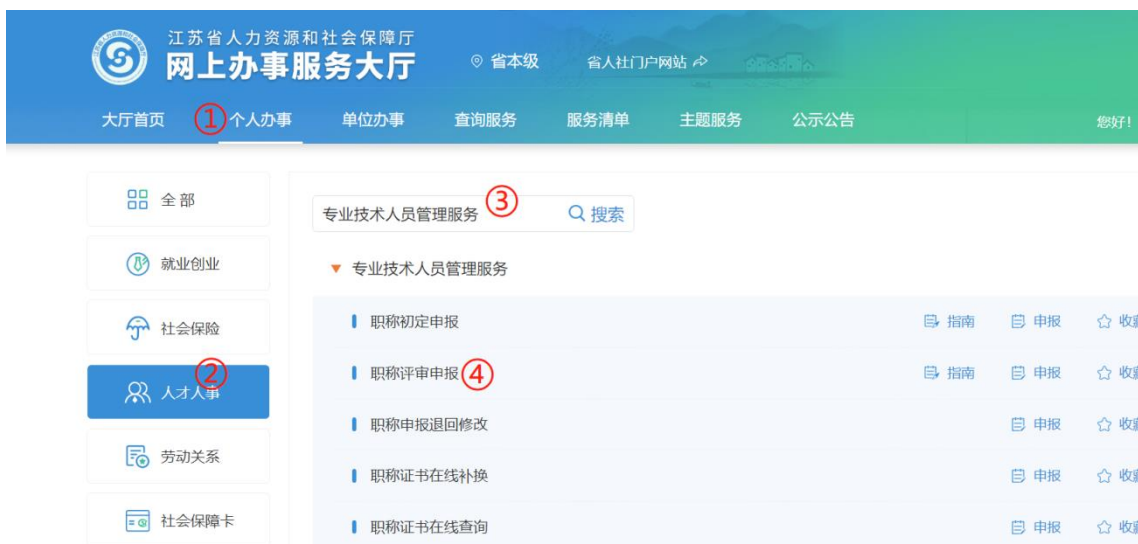 江苏省人力资源和社会保障厅
网上办事服务大厅
省本级 省人社门户网站
大厅首页 ① 个人办事 单位办事 查询服务 服务清单 主题服务 公示公告 您好!
全部
就业创业
社会保险
② 人才人事
劳动关系
社会保障卡
专业技术人员管理服务 ③ 搜索
专业技术人员管理服务
职称初定申报 指南 申报 收
职称评审申报 ④ 指南 申报 收
职称申报退回修改 申报 收
职称证书在线补换 申报 收
职称证书在线查询 申报 收